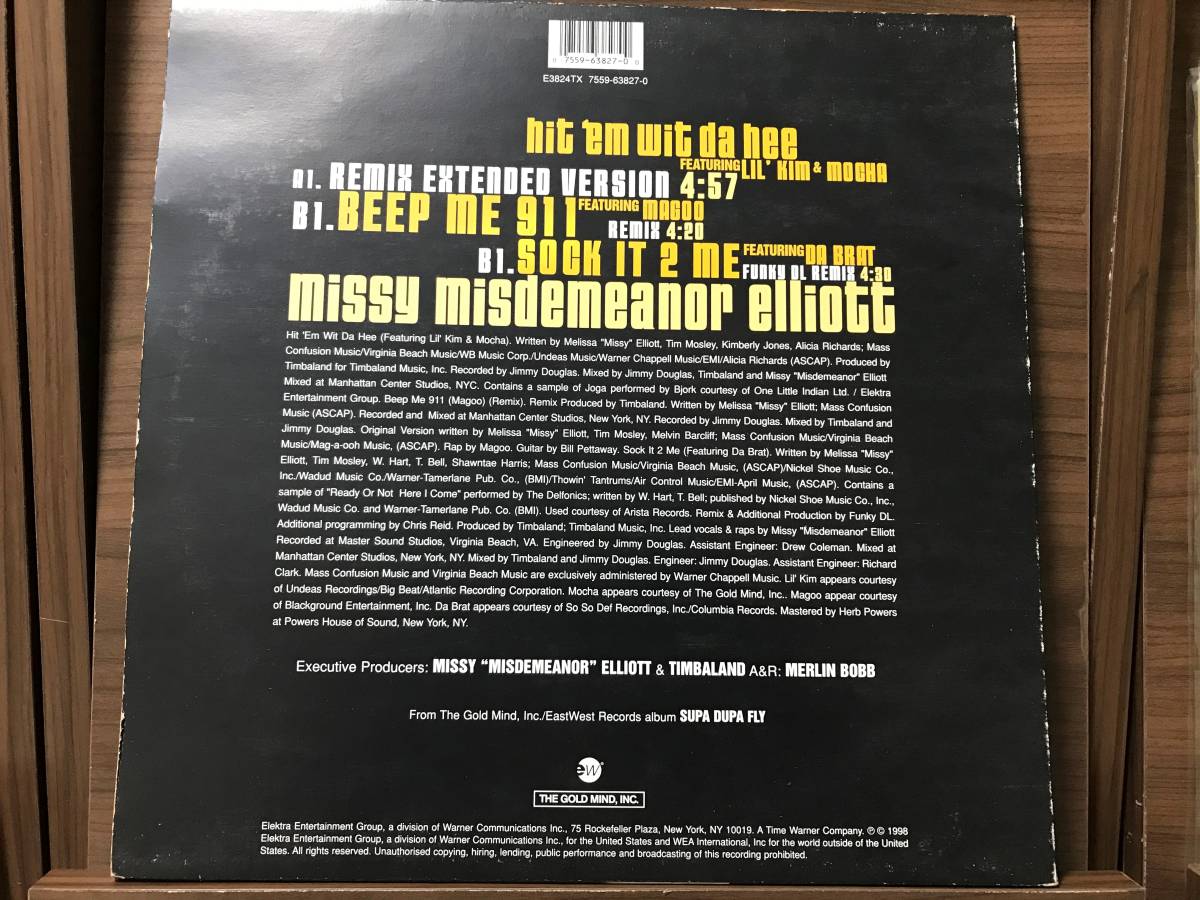 0 7559-63827-0 0
E3824TX 7559-63827-0
hit 'em wit da hee
FEATURING LIL' KIM & MOCHA
A1. REMIX EXTENDED VERSION 4:57
B1. BEEP ME 911 FEATURING MAGOO
REMIX 4:20
B1. SOCK IT 2 ME FEATURING DA BRAT
FUNKY DL REMIX 4:30
missy misdemeanor elliott
Hit 'Em Wit Da Hee (Featuring Lil' Kim & Mocha). Written by Melissa "Missy" Elliott, Tim Mosley, Kimberly Jones, Alicia Richards; Mass
Confusion Music/Virginia Beach Music/WB Music Corp./Undeas Music/Warner Chappell Music/EMI/Alicia Richards (ASCAP). Produced by
Timbaland for Timbaland Music, Inc. Recorded by Jimmy Douglas. Mixed by Jimmy Douglas, Timbaland and Missy "Misdemeanor" Elliott
Mixed at Manhattan Center Studios, NYC. Contains a sample of Joga performed by Bjork courtesy of One Little Indian Ltd. / Elektra
Entertainment Group. Beep Me 911 (Magoo) (Remix). Remix Produced by Timbaland. Written by Melissa "Missy" Elliott; Mass Confusion
Music (ASCAP). Recorded and Mixed at Manhattan Center Studios, New York, NY. Recorded by Jimmy Douglas. Mixed by Timbaland and
Jimmy Douglas. Original Version written by Melissa "Missy" Elliott, Tim Mosley, Melvin Barcliff; Mass Confusion Music/Virginia Beach
Music/Mag-a-ooh Music, (ASCAP). Rap by Magoo. Guitar by Bill Pettaway. Sock It 2 Me (Featuring Da Brat). Written by Melissa "Missy"
Elliott, Tim Mosley, W. Hart, T. Bell, Shawntae Harris; Mass Confusion Music/Virginia Beach Music, (ASCAP)/Nickel Shoe Music Co.,
Inc./Wadud Music Co./Warner-Tamerlane Pub. Co., (BMI)/Thowin' Tantrums/Air Control Music/EMI-April Music, (ASCAP). Contains a
sample of "Ready Or Not Here I Come" performed by The Delfonics; written by W. Hart, T. Bell; published by Nickel Shoe Music Co., Inc.,
Wadud Music Co. and Warner-Tamerlane Pub. Co. (BMI). Used courtesy of Arista Records. Remix & Additional Production by Funky DL.
Additional programming by Chris Reid. Produced by Timbaland; Timbaland Music, Inc. Lead vocals & raps by Missy "Misdemeanor" Elliott
Recorded at Master Sound Studios, Virginia Beach, VA. Engineered by Jimmy Douglas. Assistant Engineer: Drew Coleman. Mixed at
Manhattan Center Studios, New York, NY. Mixed by Timbaland and Jimmy Douglas. Engineer: Jimmy Douglas. Assistant Engineer: Richard
Clark. Mass Confusion Music and Virginia Beach Music are exclusively administered by Warner Chappell Music. Lil' Kim appears courtesy
of Undeas Recordings/Big Beat/Atlantic Recording Corporation. Mocha appears courtesy of The Gold Mind, Inc.. Magoo appear courtesy
of Blackground Entertainment, Inc. Da Brat appears courtesy of So So Def Recordings, Inc./Columbia Records. Mastered by Herb Powers
at Powers House of Sound, New York, NY.
Executive Producers: MISSY "MISDEMEANOR" ELLIOTT & TIMBALAND A&R: MERLIN BOBB
From The Gold Mind, Inc./EastWest Records album SUPA DUPA FLY
ew®
THE GOLD MIND, INC.
Elektra Entertainment Group, a division of Warner Communications Inc., 75 Rockefeller Plaza, New York, NY 10019. A Time Warner Company. ℗ © 1998
Elektra Entertainment Group, a division of Warner Communications Inc., for the United States and WEA International, Inc for the world outside of the United
States. All rights reserved. Unauthorised copying, hiring, lending, public performance and broadcasting of this recording prohibited.